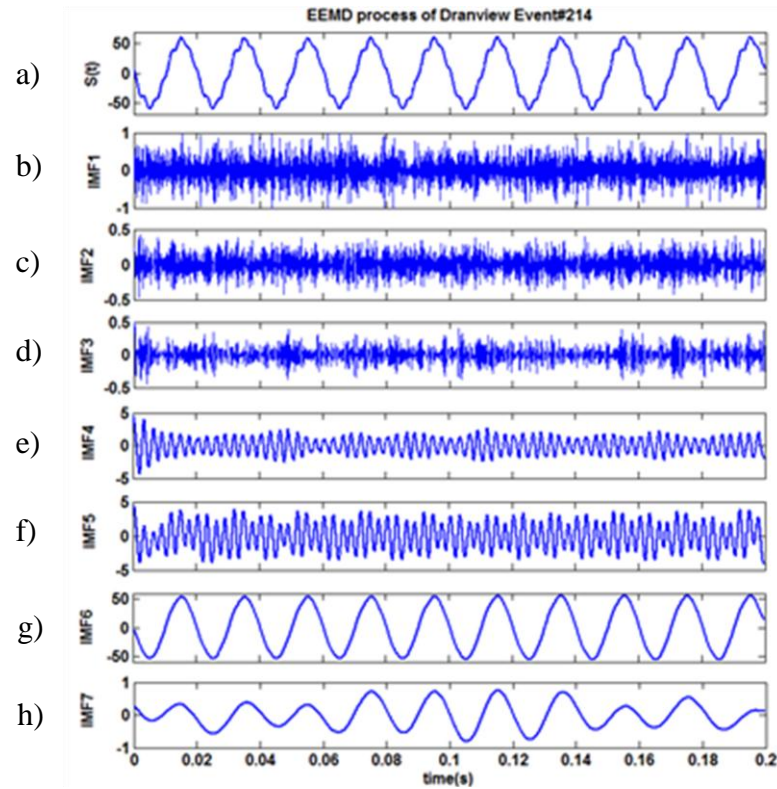 EEMD process of Dranview Event#214
a)
S(t)
50
0
-50
b)
IMF1
1
0
-1
c)
IMF2
0.5
0
-0.5
d)
IMF3
0.5
0
-0.5
e)
IMF4
5
0
-5
f)
IMF5
5
0
-5
g)
IMF6
50
0
-50
h)
IMF7
1
0
-1
0 0.02 0.04 0.06 0.08 0.1 0.12 0.14 0.16 0.18 0.2
time(s)